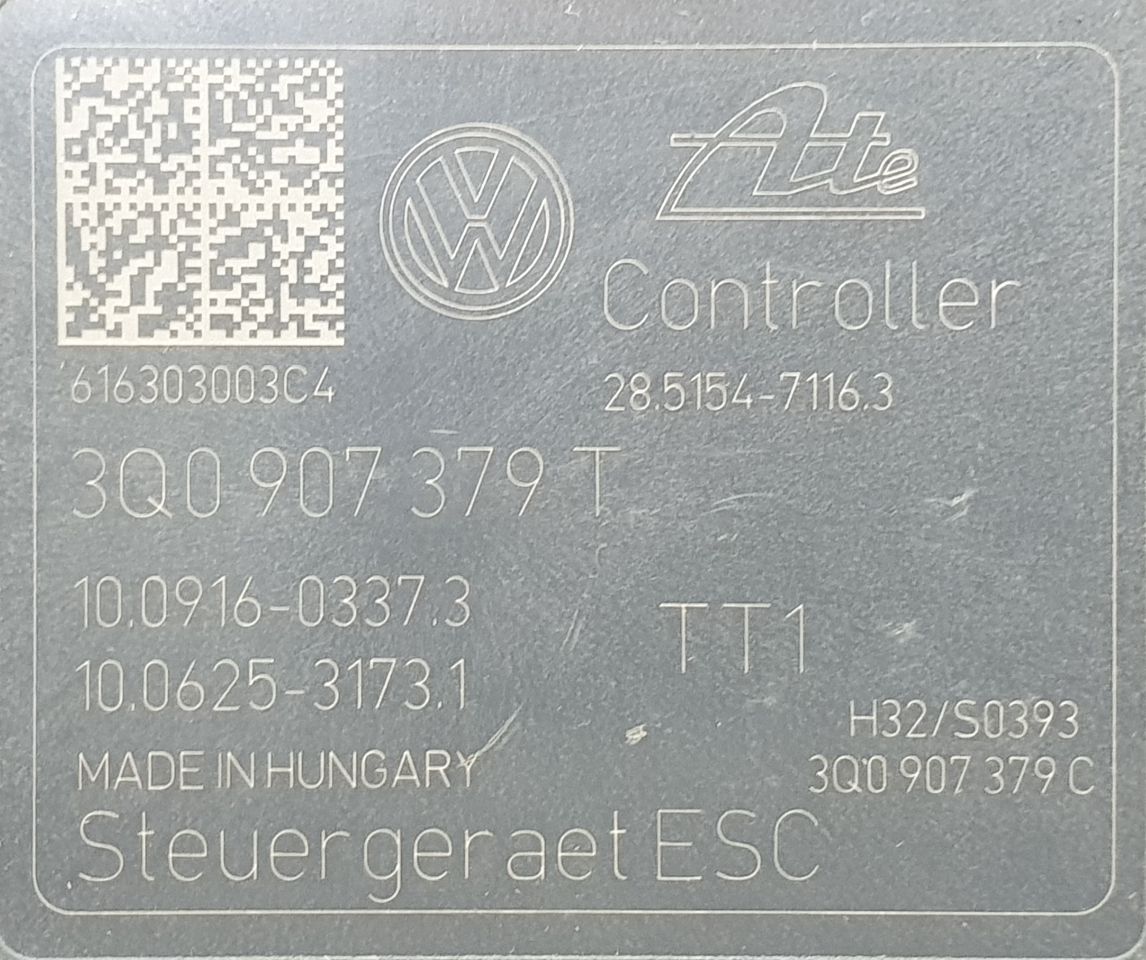 Ate
Controller
616303003C4
28.5154-7116.3
3Q0 907 379 T
10.0916-0337.3
10.0625-3173.1
TT1
H32/S0393
MADE IN HUNGARY
3Q0 907 379 C
Steuergeraet ESC